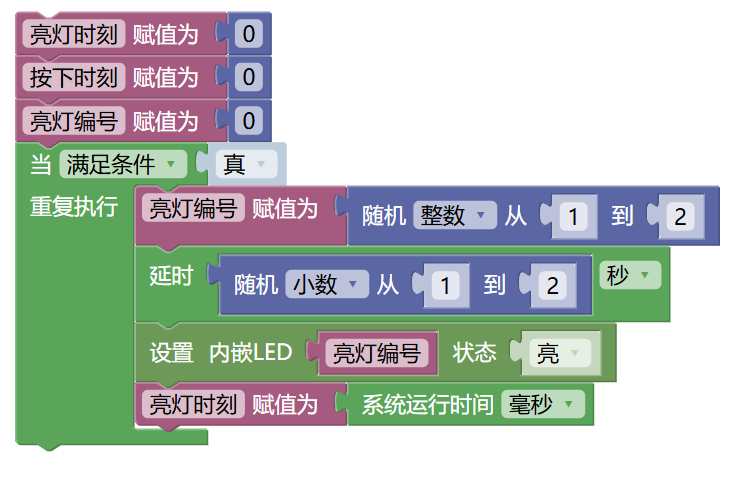 亮灯时刻 赋值为 0
按下时刻 赋值为 0
亮灯编号 赋值为 0
当 满足条件 真
重复执行 亮灯编号 赋值为 随机 整数 从 1 到 2
延时 随机 小数 从 1 到 2 秒
设置 内嵌LED 亮灯编号 状态 亮
亮灯时刻 赋值为 系统运行时间 毫秒